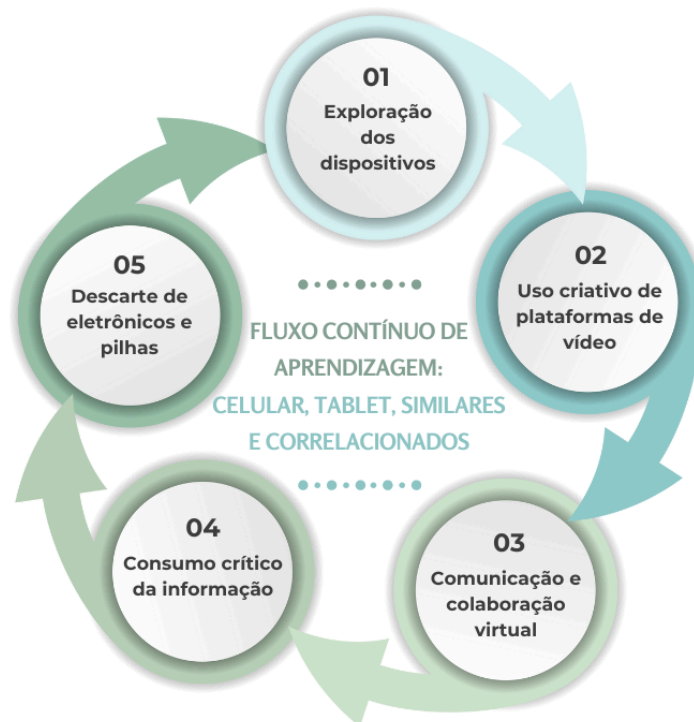 01
Exploração
dos
dispositivos
02
Uso criativo de
plataformas de
vídeo
03
Comunicação e
colaboração
virtual
04
Consumo crítico
da informação
05
Descarte de
eletrônicos e
pilhas
FLUXO CONTÍNUO DE
APRENDIZAGEM:
CELULAR, TABLET, SIMILARES
E CORRELACIONADOS